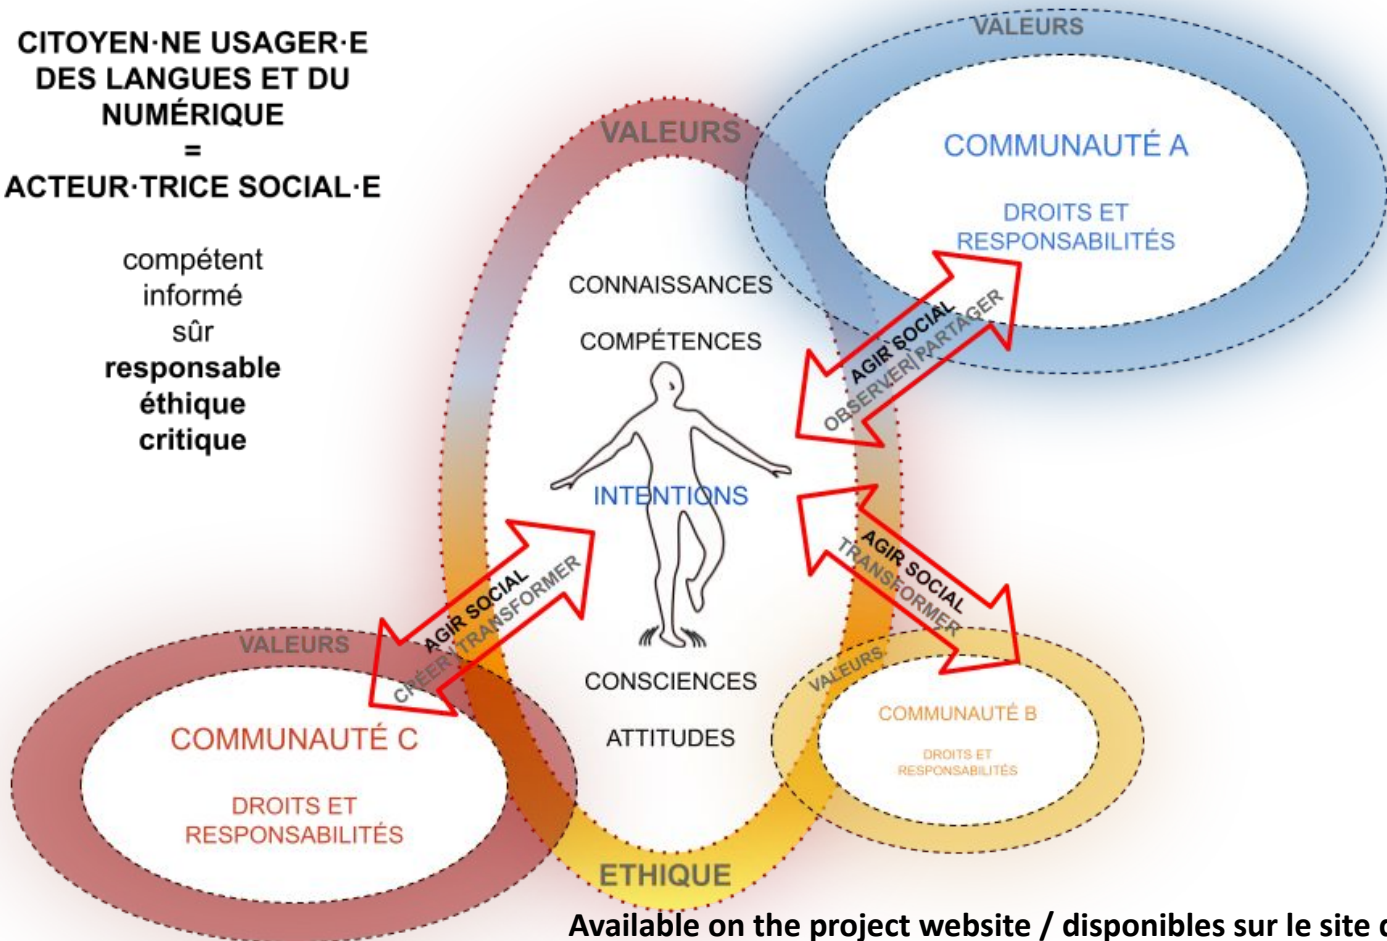 CITOYEN·NE USAGER·E
DES LANGUES ET DU
NUMÉRIQUE
=
ACTEUR·TRICE SOCIAL·E
compétent
informé
sûr
responsable
éthique
critique
VALEURS
CONNAISSANCES
COMPÉTENCES
INTENTIONS
CONSCIENCES
ATTITUDES
ETHIQUE
VALEURS
COMMUNAUTÉ A
DROITS ET
RESPONSABILITÉS
AGIR SOCIAL
OBSERVER|PARTAGER
AGIR SOCIAL
TRANSFORMER
VALEURS
COMMUNAUTÉ B
DROITS ET
RESPONSABILITÉS
AGIR SOCIAL
CRÉER | TRANSFORMER
VALEURS
COMMUNAUTÉ C
DROITS ET
RESPONSABILITÉS
Available on the project website / disponibles sur le site